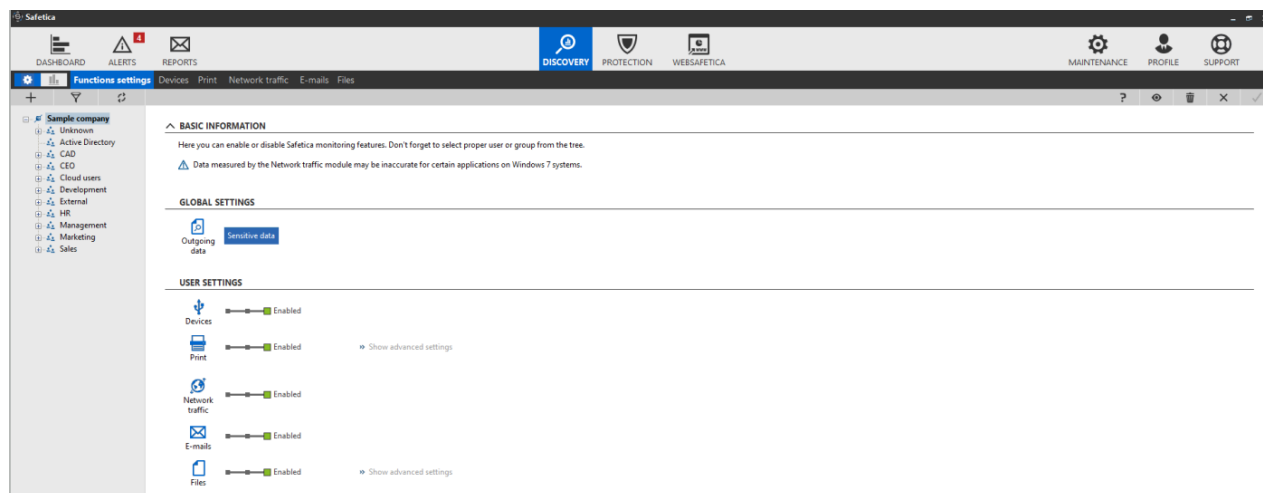 Safetica
4
DASHBOARD ALERTS REPORTS DISCOVERY PROTECTION WEBSAFETICA MAINTENANCE PROFILE SUPPORT
Functions settings Devices Print Network traffic E-mails Files
Sample company
Unknown
Active Directory
CAD
CEO
Cloud users
Development
External
HR
Management
Marketing
Sales
BASIC INFORMATION
Here you can enable or disable Safetica monitoring features. Don't forget to select proper user or group from the tree.
Data measured by the Network traffic module may be inaccurate for certain applications on Windows 7 systems.
GLOBAL SETTINGS
Outgoing
data
Sensitive data
USER SETTINGS
Devices
Enabled
Print
Enabled
Show advanced settings
Network
traffic
Enabled
E-mails
Enabled
Files
Enabled
Show advanced settings